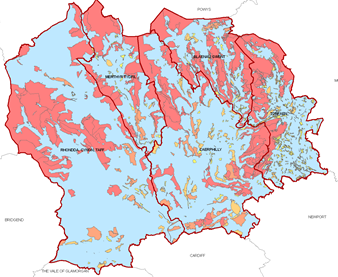 POWYS
MERTHYR TYDFIL
BLAENAU GWENT
TORFAEN
RHONDDA CYNON TAFF
CAERPHILLY
BRIDGEND
NEWPORT
CARDIFF
THE VALE OF GLAMORGAN